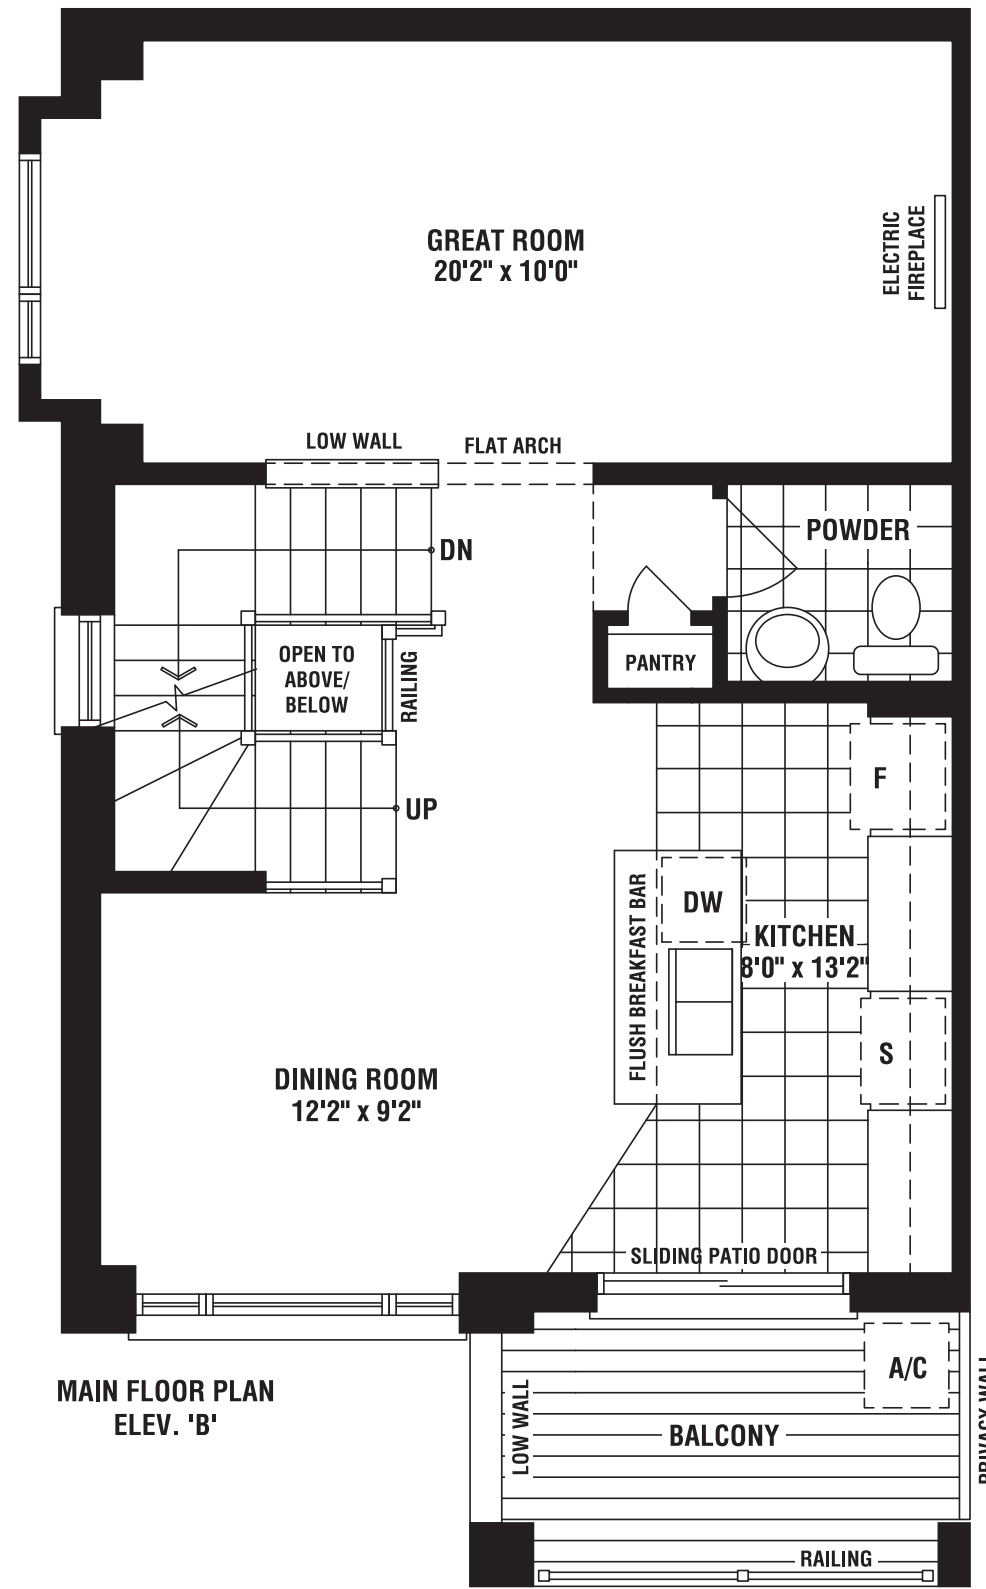 GREAT ROOM
20'2" x 10'0"
ELECTRIC
FIREPLACE
LOW WALL
FLAT ARCH
DN
POWDER
OPEN TO
ABOVE/
BELOW
RAILING
PANTRY
UP
F
FLUSH BREAKFAST BAR
DW
KITCHEN
8'0" x 13'2"
S
DINING ROOM
12'2" x 9'2"
SLIDING PATIO DOOR
MAIN FLOOR PLAN
ELEV. 'B'
LOW WALL
A/C
BALCONY
PRIVACY WALL
RAILING